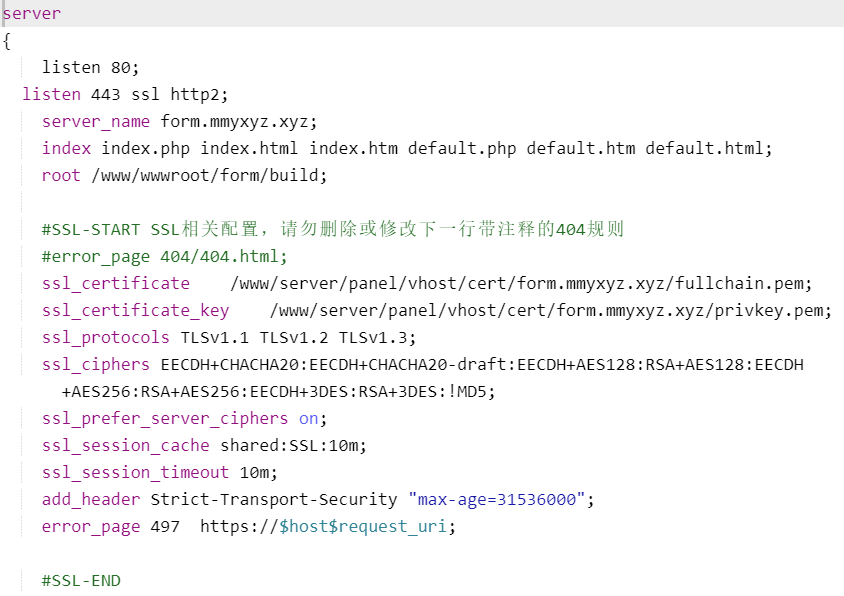 server
{
    listen 80;
  listen 443 ssl http2;
    server_name form.mmyxyz.xyz;
    index index.php index.html index.htm default.php default.htm default.html;
    root /www/wwwroot/form/build;

    #SSL-START SSL相关配置，请勿删除或修改下一行带注释的404规则
    #error_page 404/404.html;
    ssl_certificate    /www/server/panel/vhost/cert/form.mmyxyz.xyz/fullchain.pem;
    ssl_certificate_key    /www/server/panel/vhost/cert/form.mmyxyz.xyz/privkey.pem;
    ssl_protocols TLSv1.1 TLSv1.2 TLSv1.3;
    ssl_ciphers EECDH+CHACHA20:EECDH+CHACHA20-draft:EECDH+AES128:RSA+AES128:EECDH
      +AES256:RSA+AES256:EECDH+3DES:RSA+3DES:!MD5;
    ssl_prefer_server_ciphers on;
    ssl_session_cache shared:SSL:10m;
    ssl_session_timeout 10m;
    add_header Strict-Transport-Security "max-age=31536000";
    error_page 497  https://$host$request_uri;

    #SSL-END